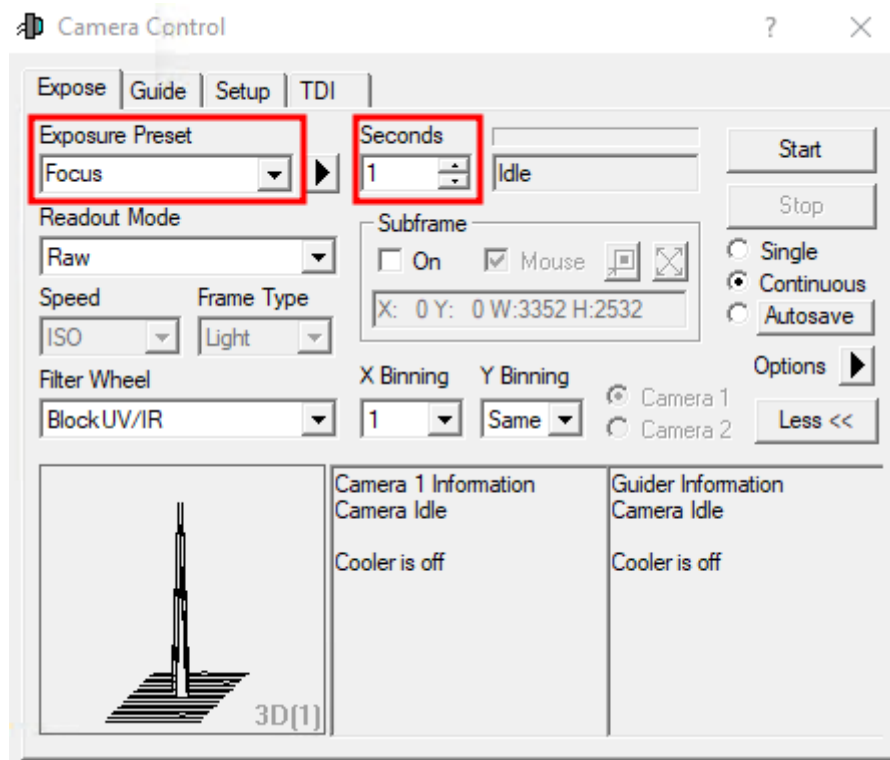 Camera Control
?
Expose Guide Setup TDI
Exposure Preset
Seconds
Start
Focus
1
Idle
Stop
Readout Mode
Subframe
Raw
On
Mouse
Single
Continuous
Speed
Frame Type
X: 0 Y: 0 W:3352 H:2532
Autosave
ISO
Light
Options
Filter Wheel
X Binning
Y Binning
Camera 1
BlockUV/IR
1
Same
Camera 2
Less <<
Camera 1 Information
Camera Idle
Cooler is off
Guider Information
Camera Idle
Cooler is off
3D(1)